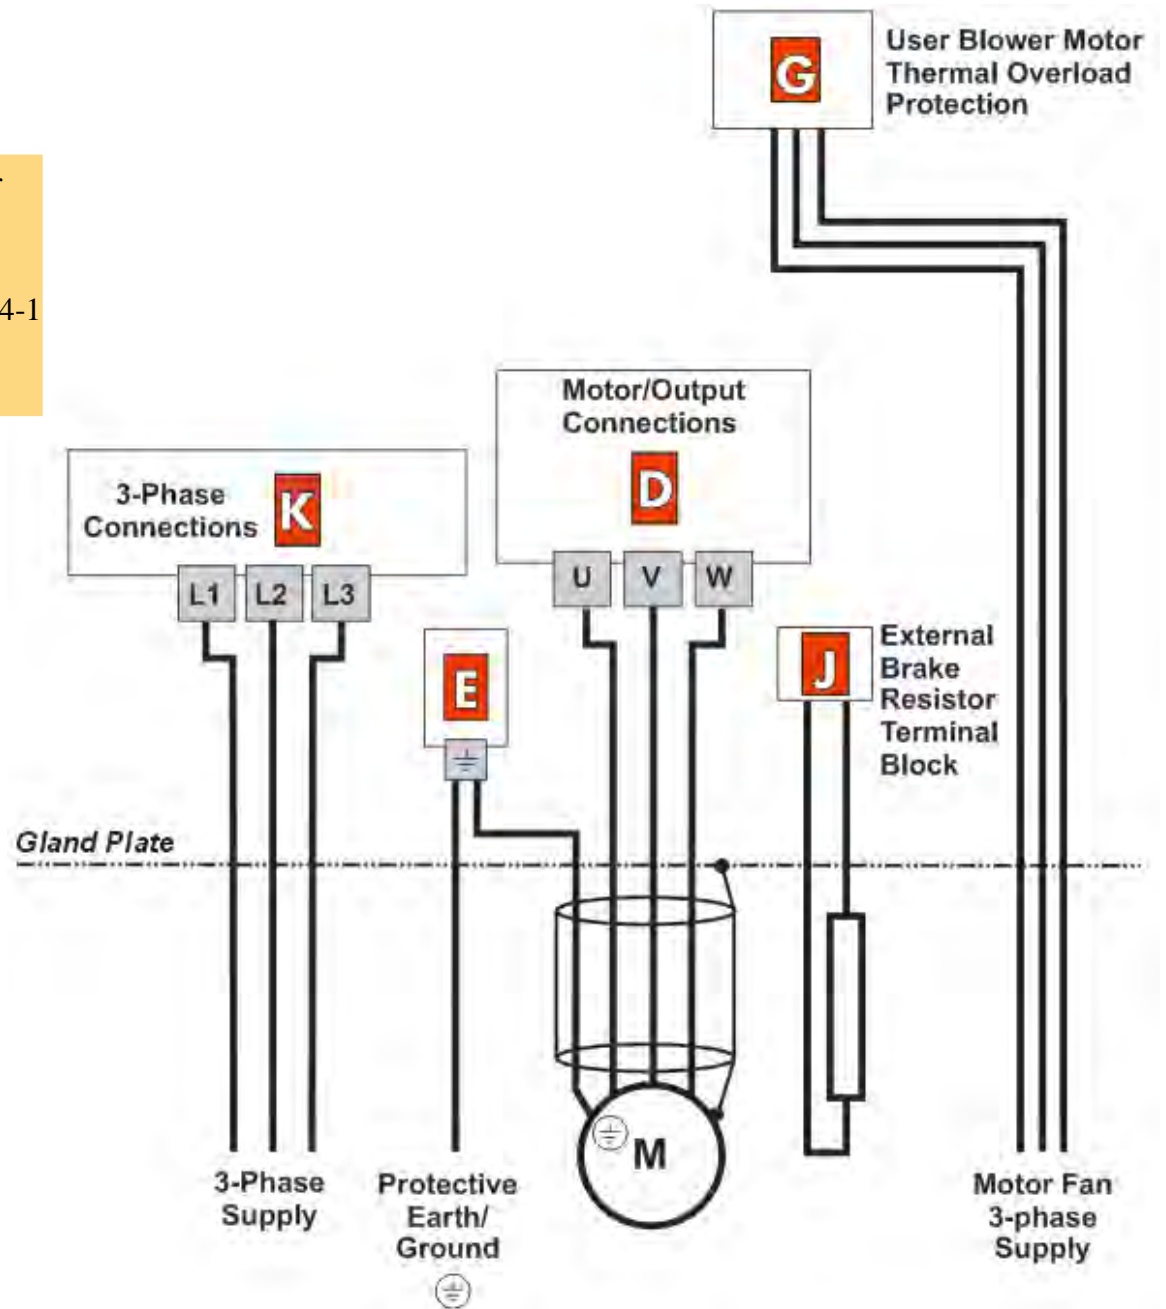 G
User Blower Motor
Thermal Overload
Protection
.
4-1
Motor/Output
Connections
D
3-Phase
Connections
K
U V W
L1 L2 L3
E
J
External
Brake
Resistor
Terminal
Block
Gland Plate
M
3-Phase
Supply
Protective
Earth/
Ground
Motor Fan
3-phase
Supply